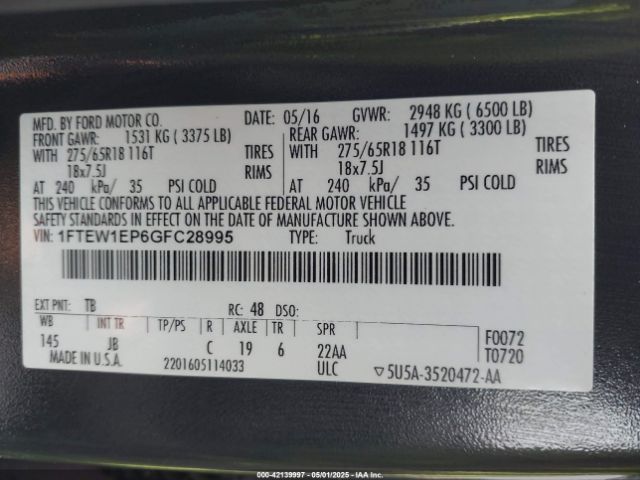 MFD. BY FORD MOTOR CO. DATE: 05/16 GVWR: 2948 KG ( 6500 LB)
FRONT GAWR: 1531 KG ( 3375 LB) REAR GAWR: 1497 KG ( 3300 LB)
WITH 275/65R18 116T TIRES WITH 275/65R18 116T TIRES
18x7.5J RIMS 18x7.5J RIMS
AT 240 kPa/ 35 PSI COLD AT 240 kPa/ 35 PSI COLD
THIS VEHICLE CONFORMS TO ALL APPLICABLE FEDERAL MOTOR VEHICLE
SAFETY STANDARDS IN EFFECT ON THE DATE OF MANUFACTURE SHOWN ABOVE.
VIN: 1FTEW1EP6GFC28995 TYPE: Truck
EXT PNT: TB RC: 48 DSO:
WB INT TR TP/PS R AXLE TR SPR F0072
145 JB C 19 6 22AA T0720
MADE IN U.S.A. 2201605114033 ULC ▽5U5A-3520472-AA
000-42139997 - 05/01/2025 - IAA Inc.